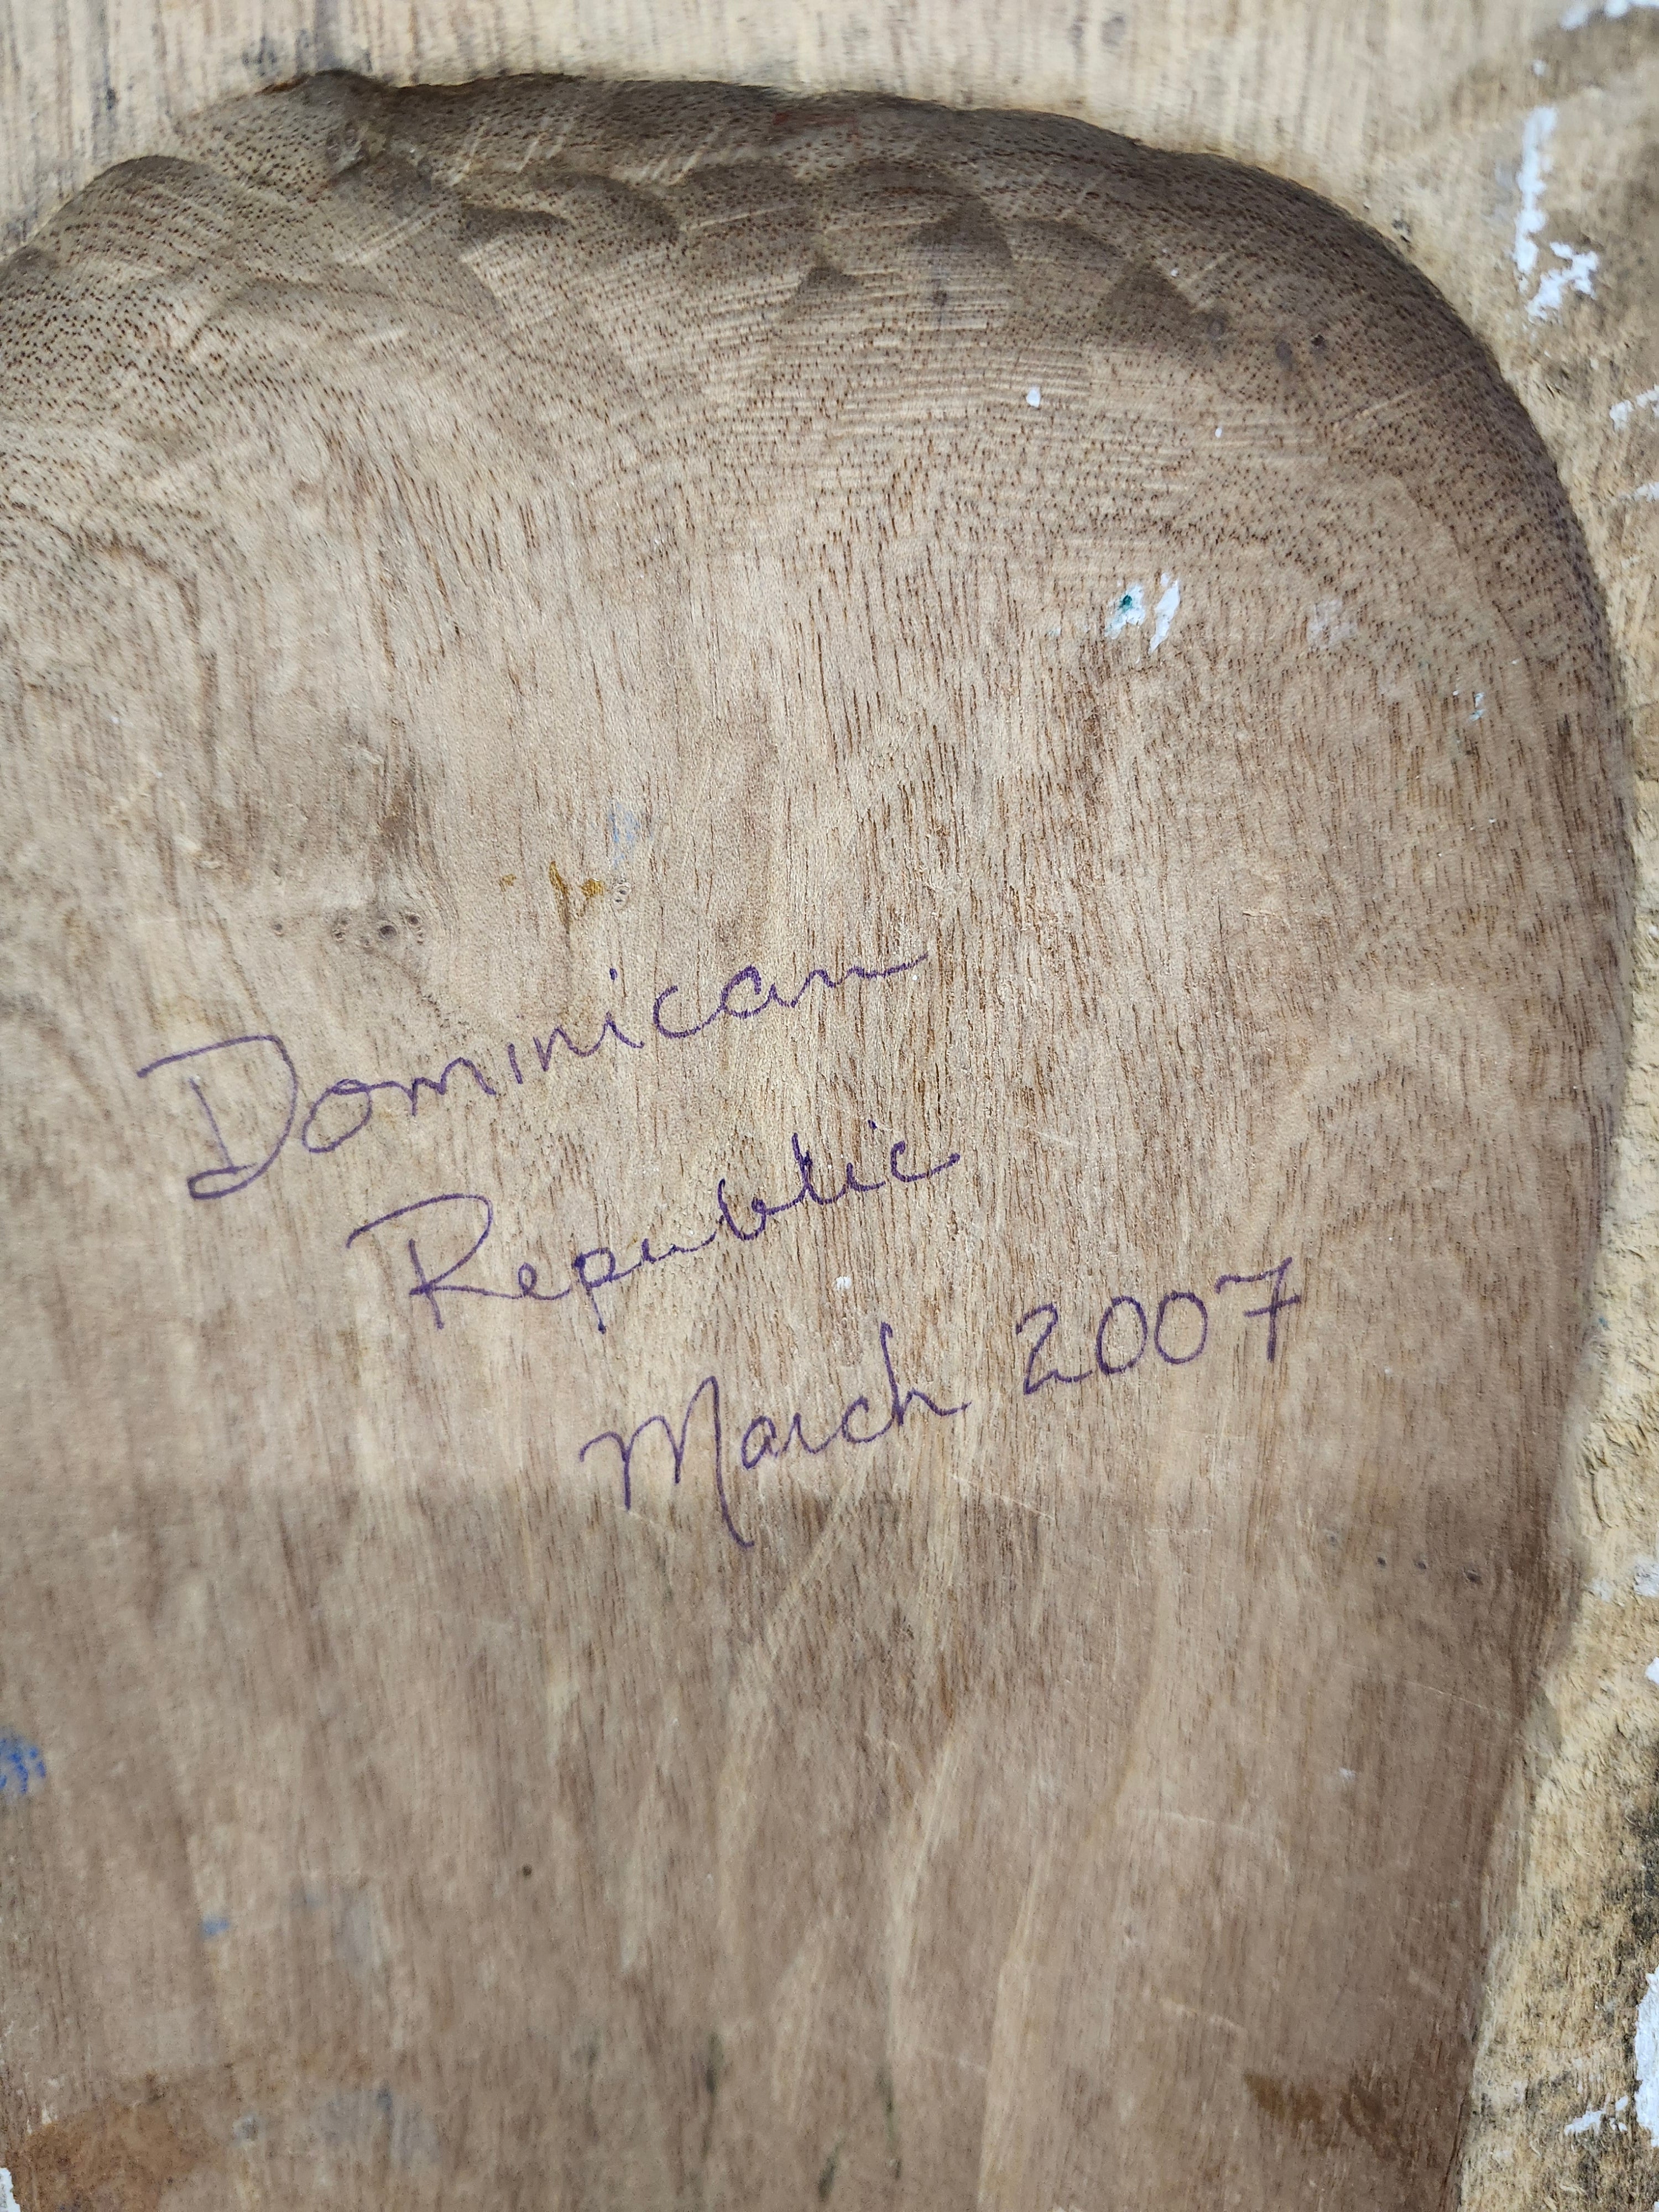 Dominican
Republic
March 2007